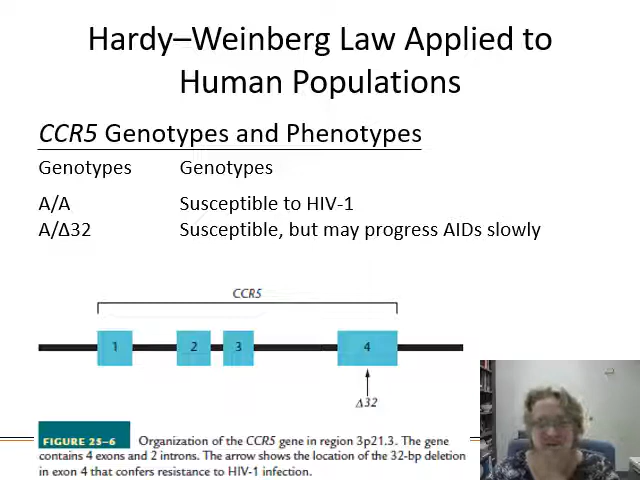 Hardy–Weinberg Law Applied to
Human Populations
CCR5 Genotypes and Phenotypes
Genotypes Genotypes
A/A Susceptible to HIV-1
A/Δ32 Susceptible, but may progress AIDs slowly
CCR5
1 2 3 4
Δ32
FIGURE 25–6 Organization of the CCR5 gene in region 3p21.3. The gene
contains 4 exons and 2 introns. The arrow shows the location of the 32-bp deletion
in exon 4 that confers resistance to HIV-1 infection.